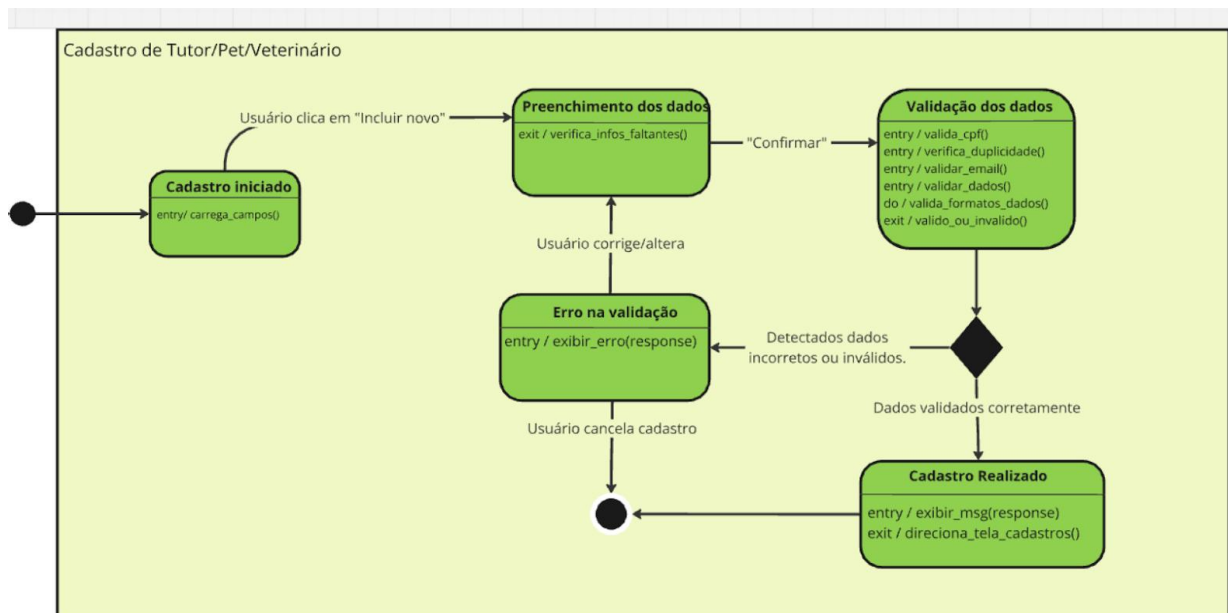 Cadastro de Tutor/Pet/Veterinário
Usuário clica em "Incluir novo"
Cadastro iniciado
entry/ carrega_campos()
Preenchimento dos dados
exit / verifica_infos_faltantes()
"Confirmar"
Validação dos dados
entry / valida_cpf()
entry / verifica_duplicidade()
entry / validar_email()
entry / validar_dados()
do / valida_formatos_dados()
exit / valido_ou_invalido()
Usuário corrige/altera
Erro na validação
entry / exibir_erro(response)
Detectados dados
incorretos ou inválidos.
Dados validados corretamente
Usuário cancela cadastro
Cadastro Realizado
entry / exibir_msg(response)
exit / direciona_tela_cadastros()